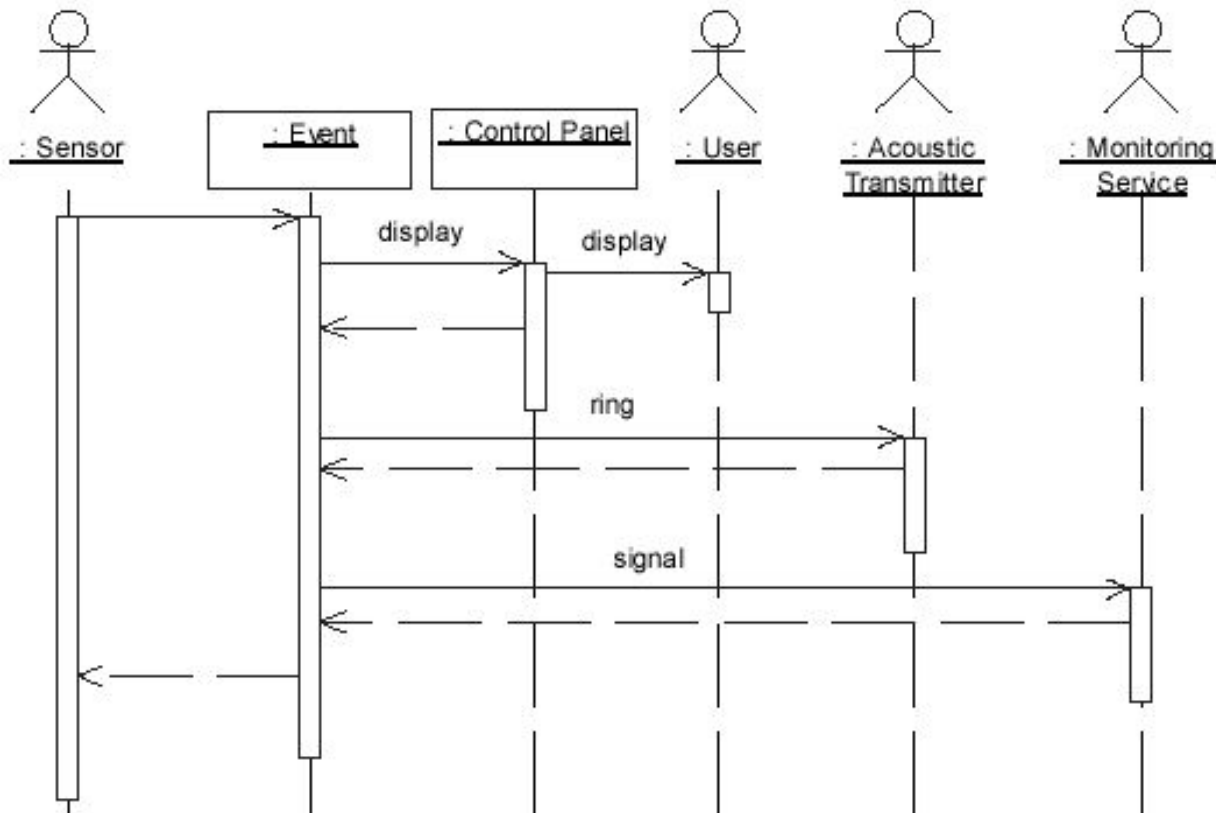 : Sensor
: Event
: Control Panel
: User
: Acoustic
Transmitter
: Monitoring
Service
display
display
ring
signal